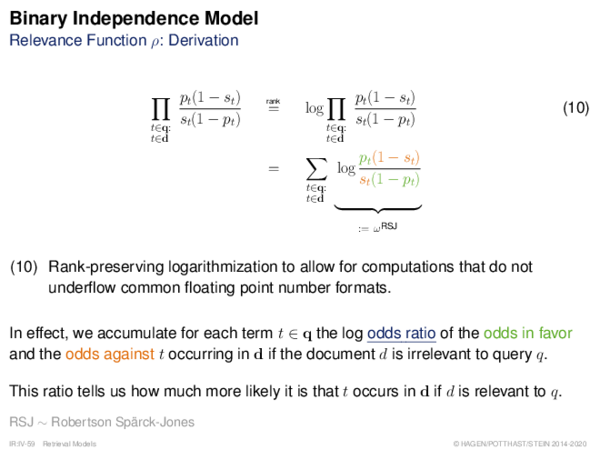 Binary Independence Model
Relevance Function ρ: Derivation
∏_{t∈q: t∈d} p_t(1 − s_t) / s_t(1 − p_t) =^{rank} log ∏_{t∈q: t∈d} p_t(1 − s_t) / s_t(1 − p_t) (10)
= ∑_{t∈q: t∈d} log p_t(1 − s_t) / s_t(1 − p_t)
:= ω^{RSJ}
(10) Rank-preserving logarithmization to allow for computations that do not
underflow common floating point number formats.
In effect, we accumulate for each term t ∈ q the log odds ratio of the odds in favor
and the odds against t occurring in d if the document d is irrelevant to query q.
This ratio tells us how much more likely it is that t occurs in d if d is relevant to q.
RSJ ∼ Robertson Spärck-Jones
IR:IV-59 Retrieval Models © HAGEN/POTTHAST/STEIN 2014-2020